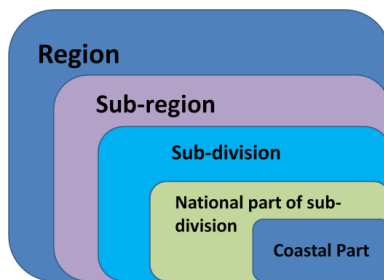 Region
Sub-region
Sub-division
National part of sub-
division
Coastal Part